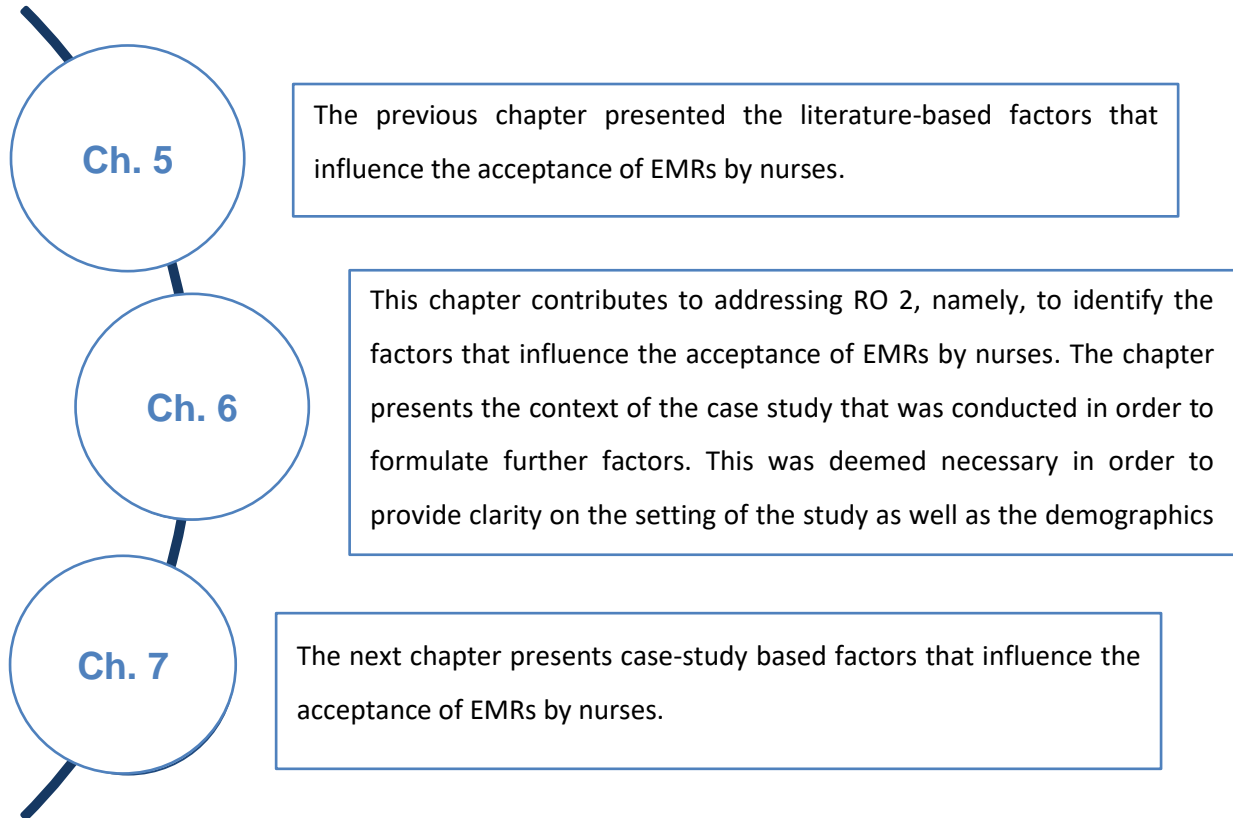 Ch. 5
The previous chapter presented the literature-based factors that
influence the acceptance of EMRs by nurses.
Ch. 6
This chapter contributes to addressing RO 2, namely, to identify the
factors that influence the acceptance of EMRs by nurses. The chapter
presents the context of the case study that was conducted in order to
formulate further factors. This was deemed necessary in order to
provide clarity on the setting of the study as well as the demographics
Ch. 7
The next chapter presents case-study based factors that influence the
acceptance of EMRs by nurses.